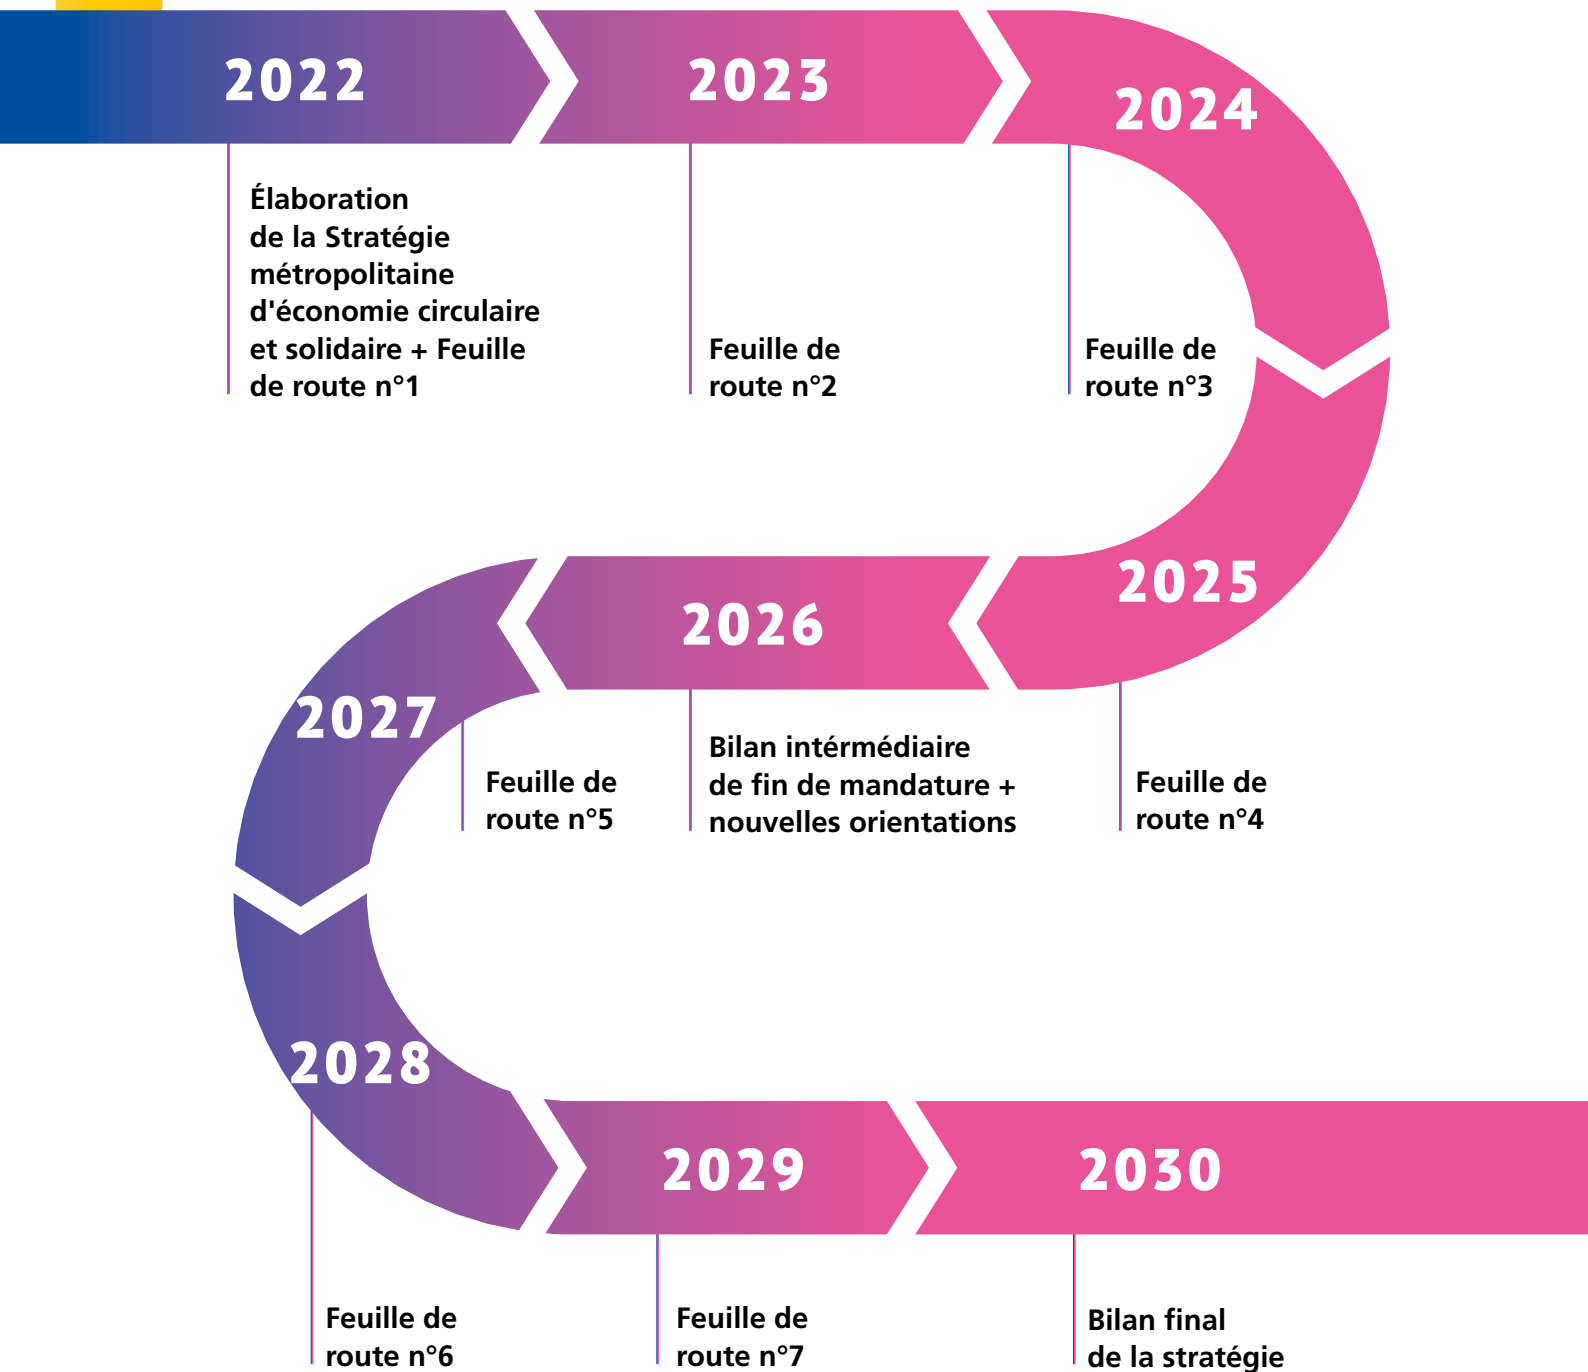 2022
Élaboration
de la Stratégie
métropolitaine
d'économie circulaire
et solidaire + Feuille
de route n°1
2023
Feuille de
route n°2
2024
Feuille de
route n°3
2025
Feuille de
route n°4
2026
Bilan intérmédiaire
de fin de mandature +
nouvelles orientations
2027
Feuille de
route n°5
2028
Feuille de
route n°6
2029
Feuille de
route n°7
2030
Bilan final
de la stratégie